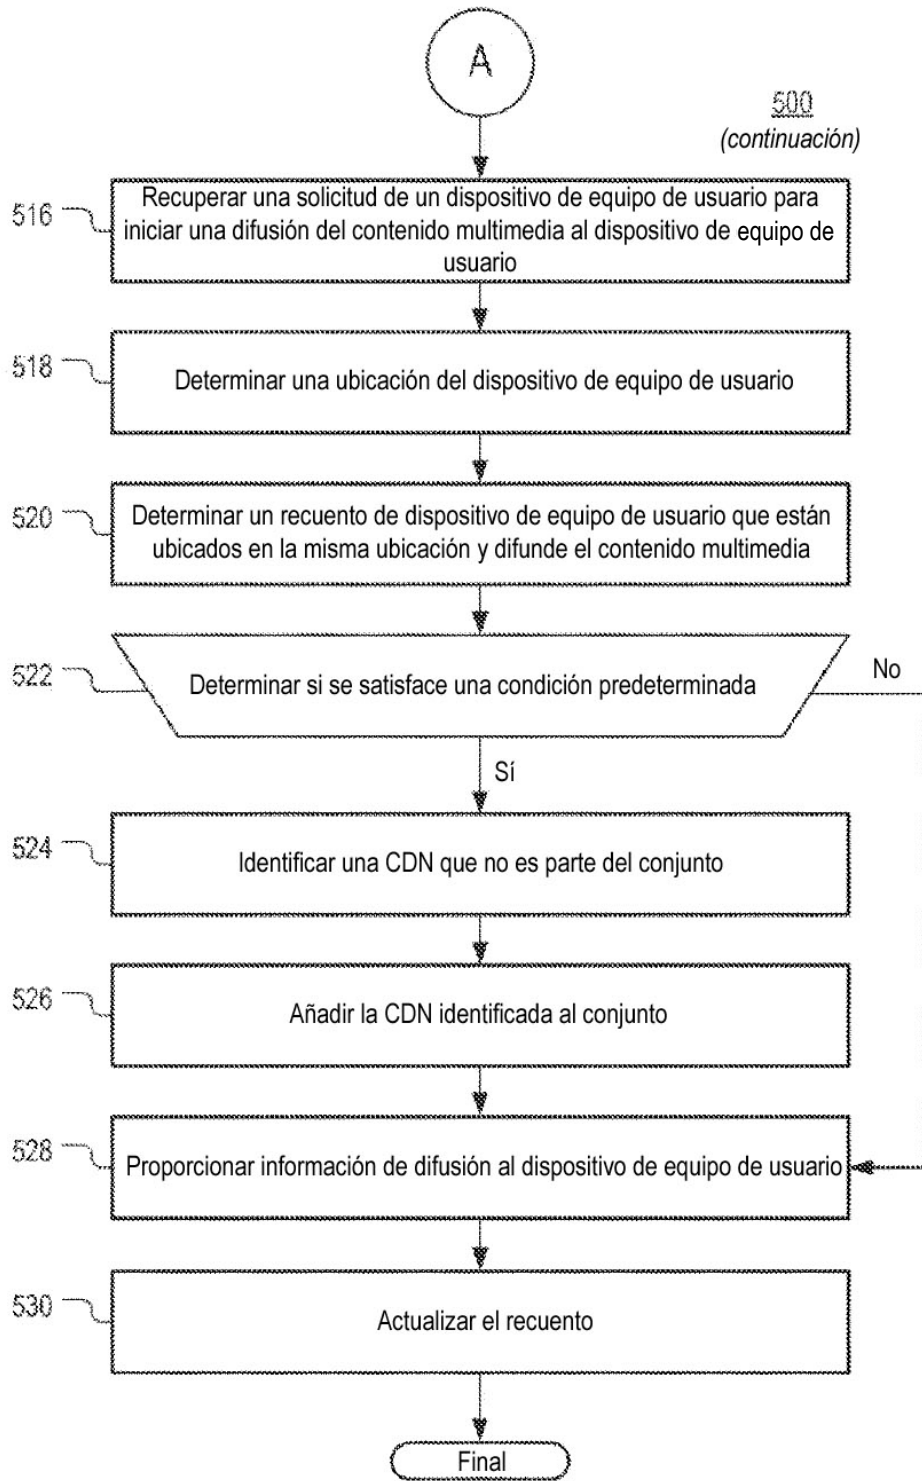 A
500
(continuación)
516
Recuperar una solicitud de un dispositivo de equipo de usuario para
iniciar una difusión del contenido multimedia al dispositivo de equipo de
usuario
518
Determinar una ubicación del dispositivo de equipo de usuario
520
Determinar un recuento de dispositivo de equipo de usuario que están
ubicados en la misma ubicación y difunde el contenido multimedia
522
Determinar si se satisface una condición predeterminada
No
Sí
524
Identificar una CDN que no es parte del conjunto
526
Añadir la CDN identificada al conjunto
528
Proporcionar información de difusión al dispositivo de equipo de usuario
530
Actualizar el recuento
Final